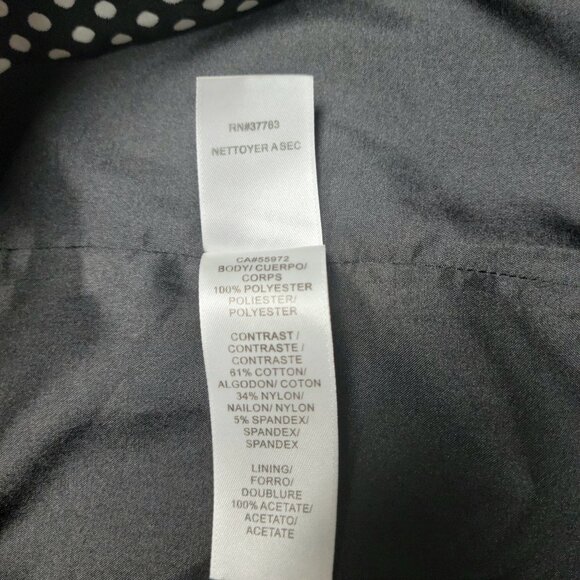 RN#37763
NETTOYER A SEC
CA#55972
BODY/ CUERPO/
CORPS
100% POLYESTER
POLIESTER/
POLYESTER
CONTRAST /
CONTRASTE /
CONTRASTE
61% COTTON/
ALGODON/ COTON
34% NYLON/
NAILON/ NYLON
5% SPANDEX/
SPANDEX/
SPANDEX
LINING/
FORRO/
DOUBLURE
100% ACETATE/
ACETATO/
ACETATE